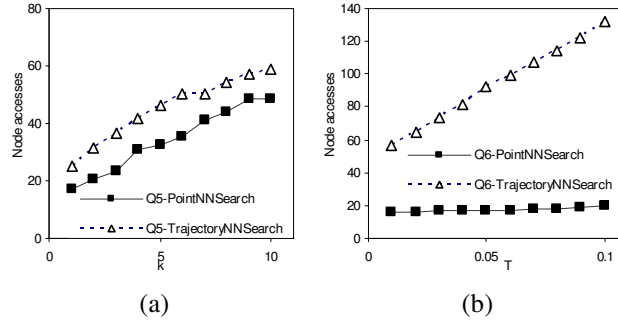 80
60
40
20
0
0
5
10
Node accesses
k
Q5-PointNNSearch
Q5-TrajectoryNNSearch
(a)
140
120
100
80
60
40
20
0
0
0.05
0.1
Node accesses
T
Q6-PointNNSearch
Q6-TrajectoryNNSearch
(b)